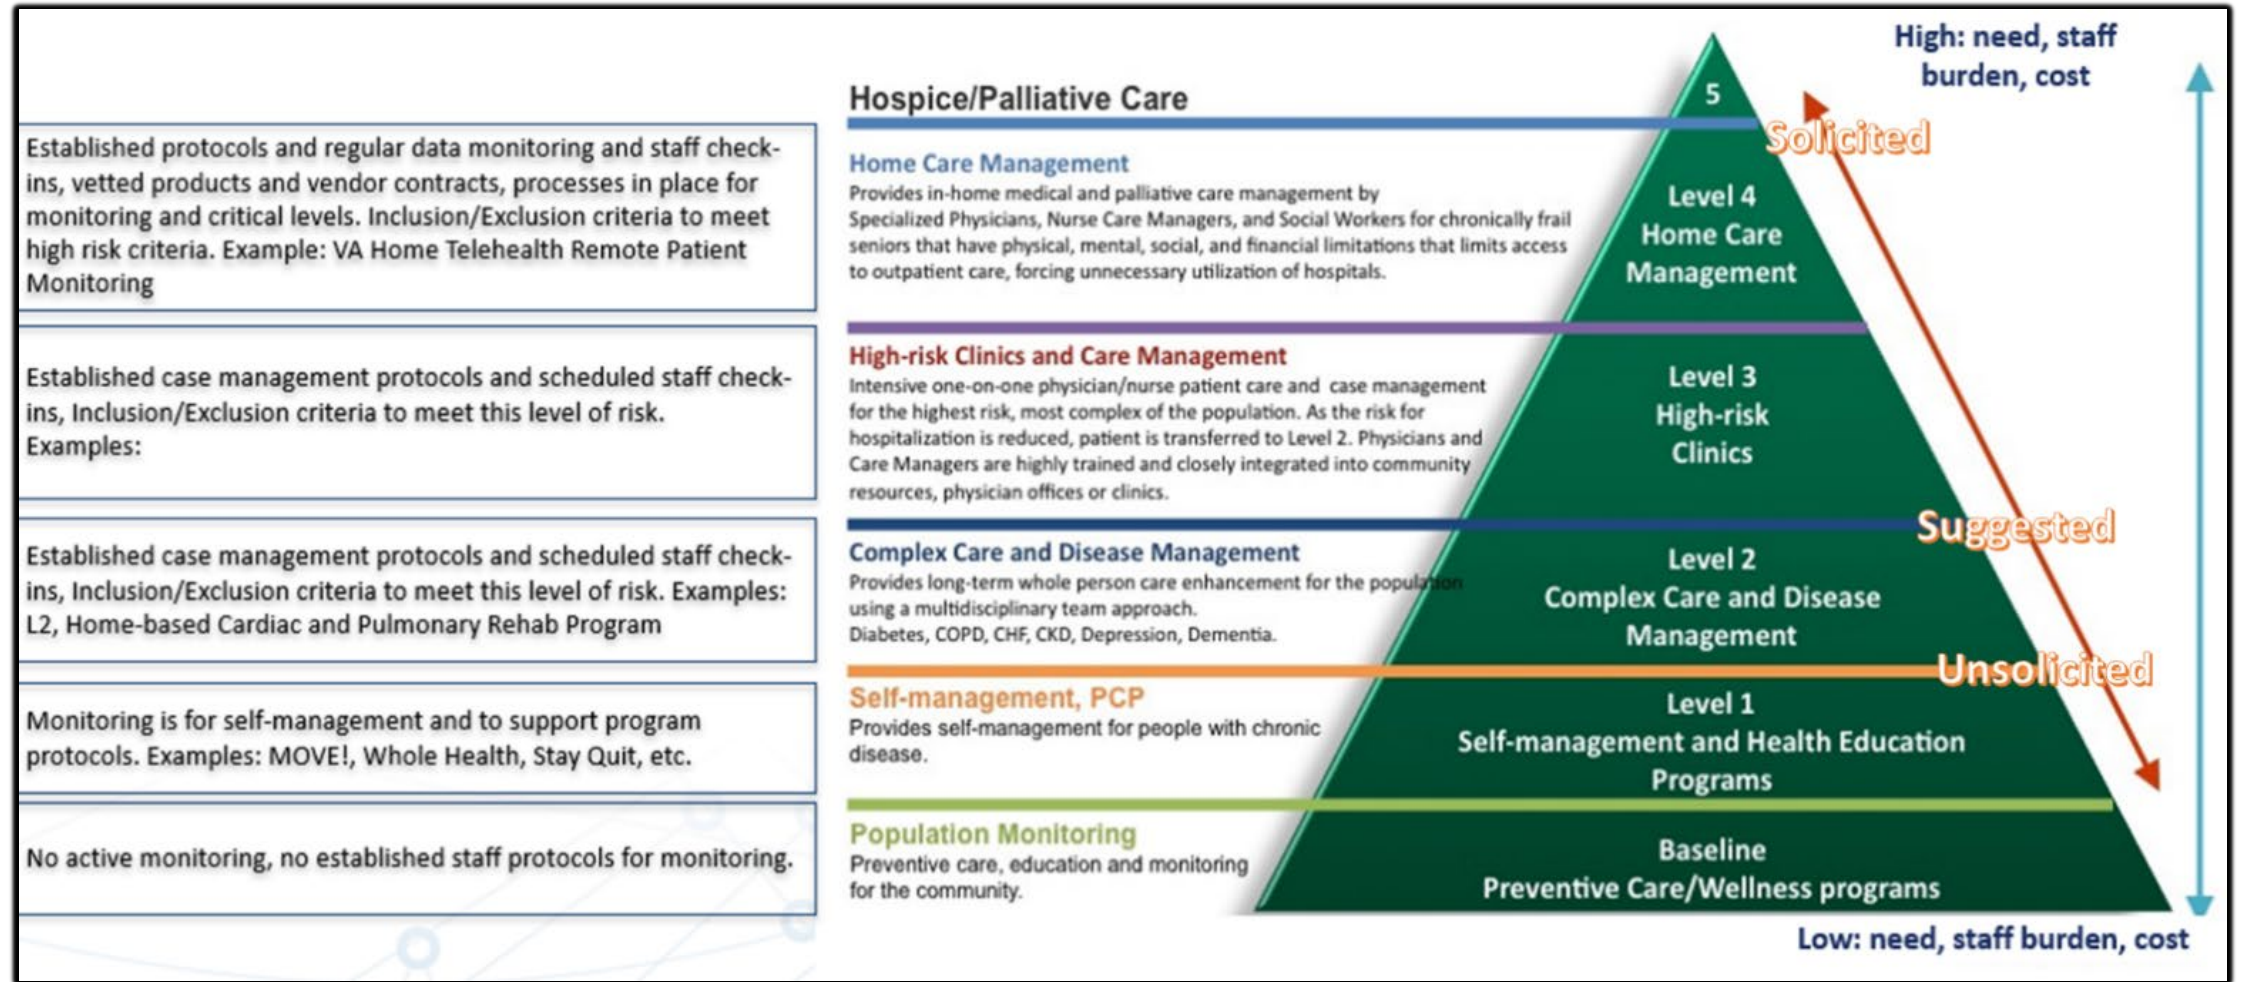 Established protocols and regular data monitoring and staff check-
ins, vetted products and vendor contracts, processes in place for
monitoring and critical levels. Inclusion/Exclusion criteria to meet
high risk criteria. Example: VA Home Telehealth Remote Patient
Monitoring
Established case management protocols and scheduled staff check-
ins, Inclusion/Exclusion criteria to meet this level of risk.
Examples:
Established case management protocols and scheduled staff check-
ins, Inclusion/Exclusion criteria to meet this level of risk. Examples:
L2, Home-based Cardiac and Pulmonary Rehab Program
Monitoring is for self-management and to support program
protocols. Examples: MOVE!, Whole Health, Stay Quit, etc.
No active monitoring, no established staff protocols for monitoring.
Hospice/Palliative Care
Home Care Management
Provides in-home medical and palliative care management by
Specialized Physicians, Nurse Care Managers, and Social Workers for chronically frail
seniors that have physical, mental, social, and financial limitations that limits access
to outpatient care, forcing unnecessary utilization of hospitals.
High-risk Clinics and Care Management
Intensive one-on-one physician/nurse patient care and case management
for the highest risk, most complex of the population. As the risk for
hospitalization is reduced, patient is transferred to Level 2. Physicians and
Care Managers are highly trained and closely integrated into community
resources, physician offices or clinics.
Complex Care and Disease Management
Provides long-term whole person care enhancement for the population
using a multidisciplinary team approach.
Diabetes, COPD, CHF, CKD, Depression, Dementia.
Self-management, PCP
Provides self-management for people with chronic
disease.
Population Monitoring
Preventive care, education and monitoring
for the community.
5
Level 4
Home Care
Management
Level 3
High-risk
Clinics
Level 2
Complex Care and Disease
Management
Level 1
Self-management and Health Education
Programs
Baseline
Preventive Care/Wellness programs
High: need, staff
burden, cost
Solicited
Suggested
Unsolicited
Low: need, staff burden, cost